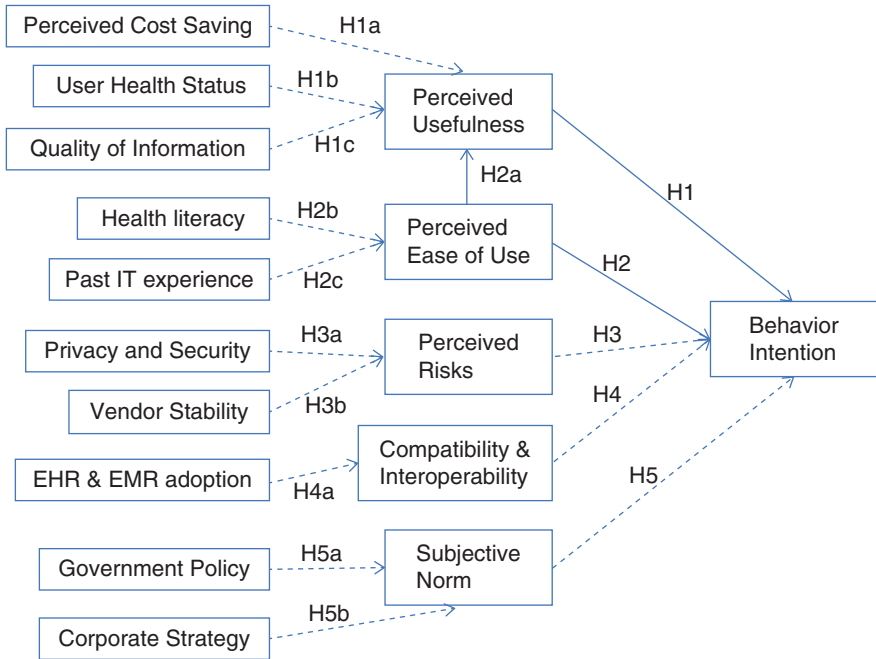 Perceived Cost Saving
H1a
User Health Status
H1b
Quality of Information
H1c
Perceived
Usefulness
H2a
H1
Health literacy
H2b
Past IT experience
H2c
Perceived
Ease of Use
H2
Behavior
Intention
Privacy and Security
H3a
Vendor Stability
H3b
Perceived
Risks
H3
EHR & EMR adoption
H4a
Compatibility &
Interoperability
H4
Government Policy
H5a
Corporate Strategy
H5b
Subjective
Norm
H5